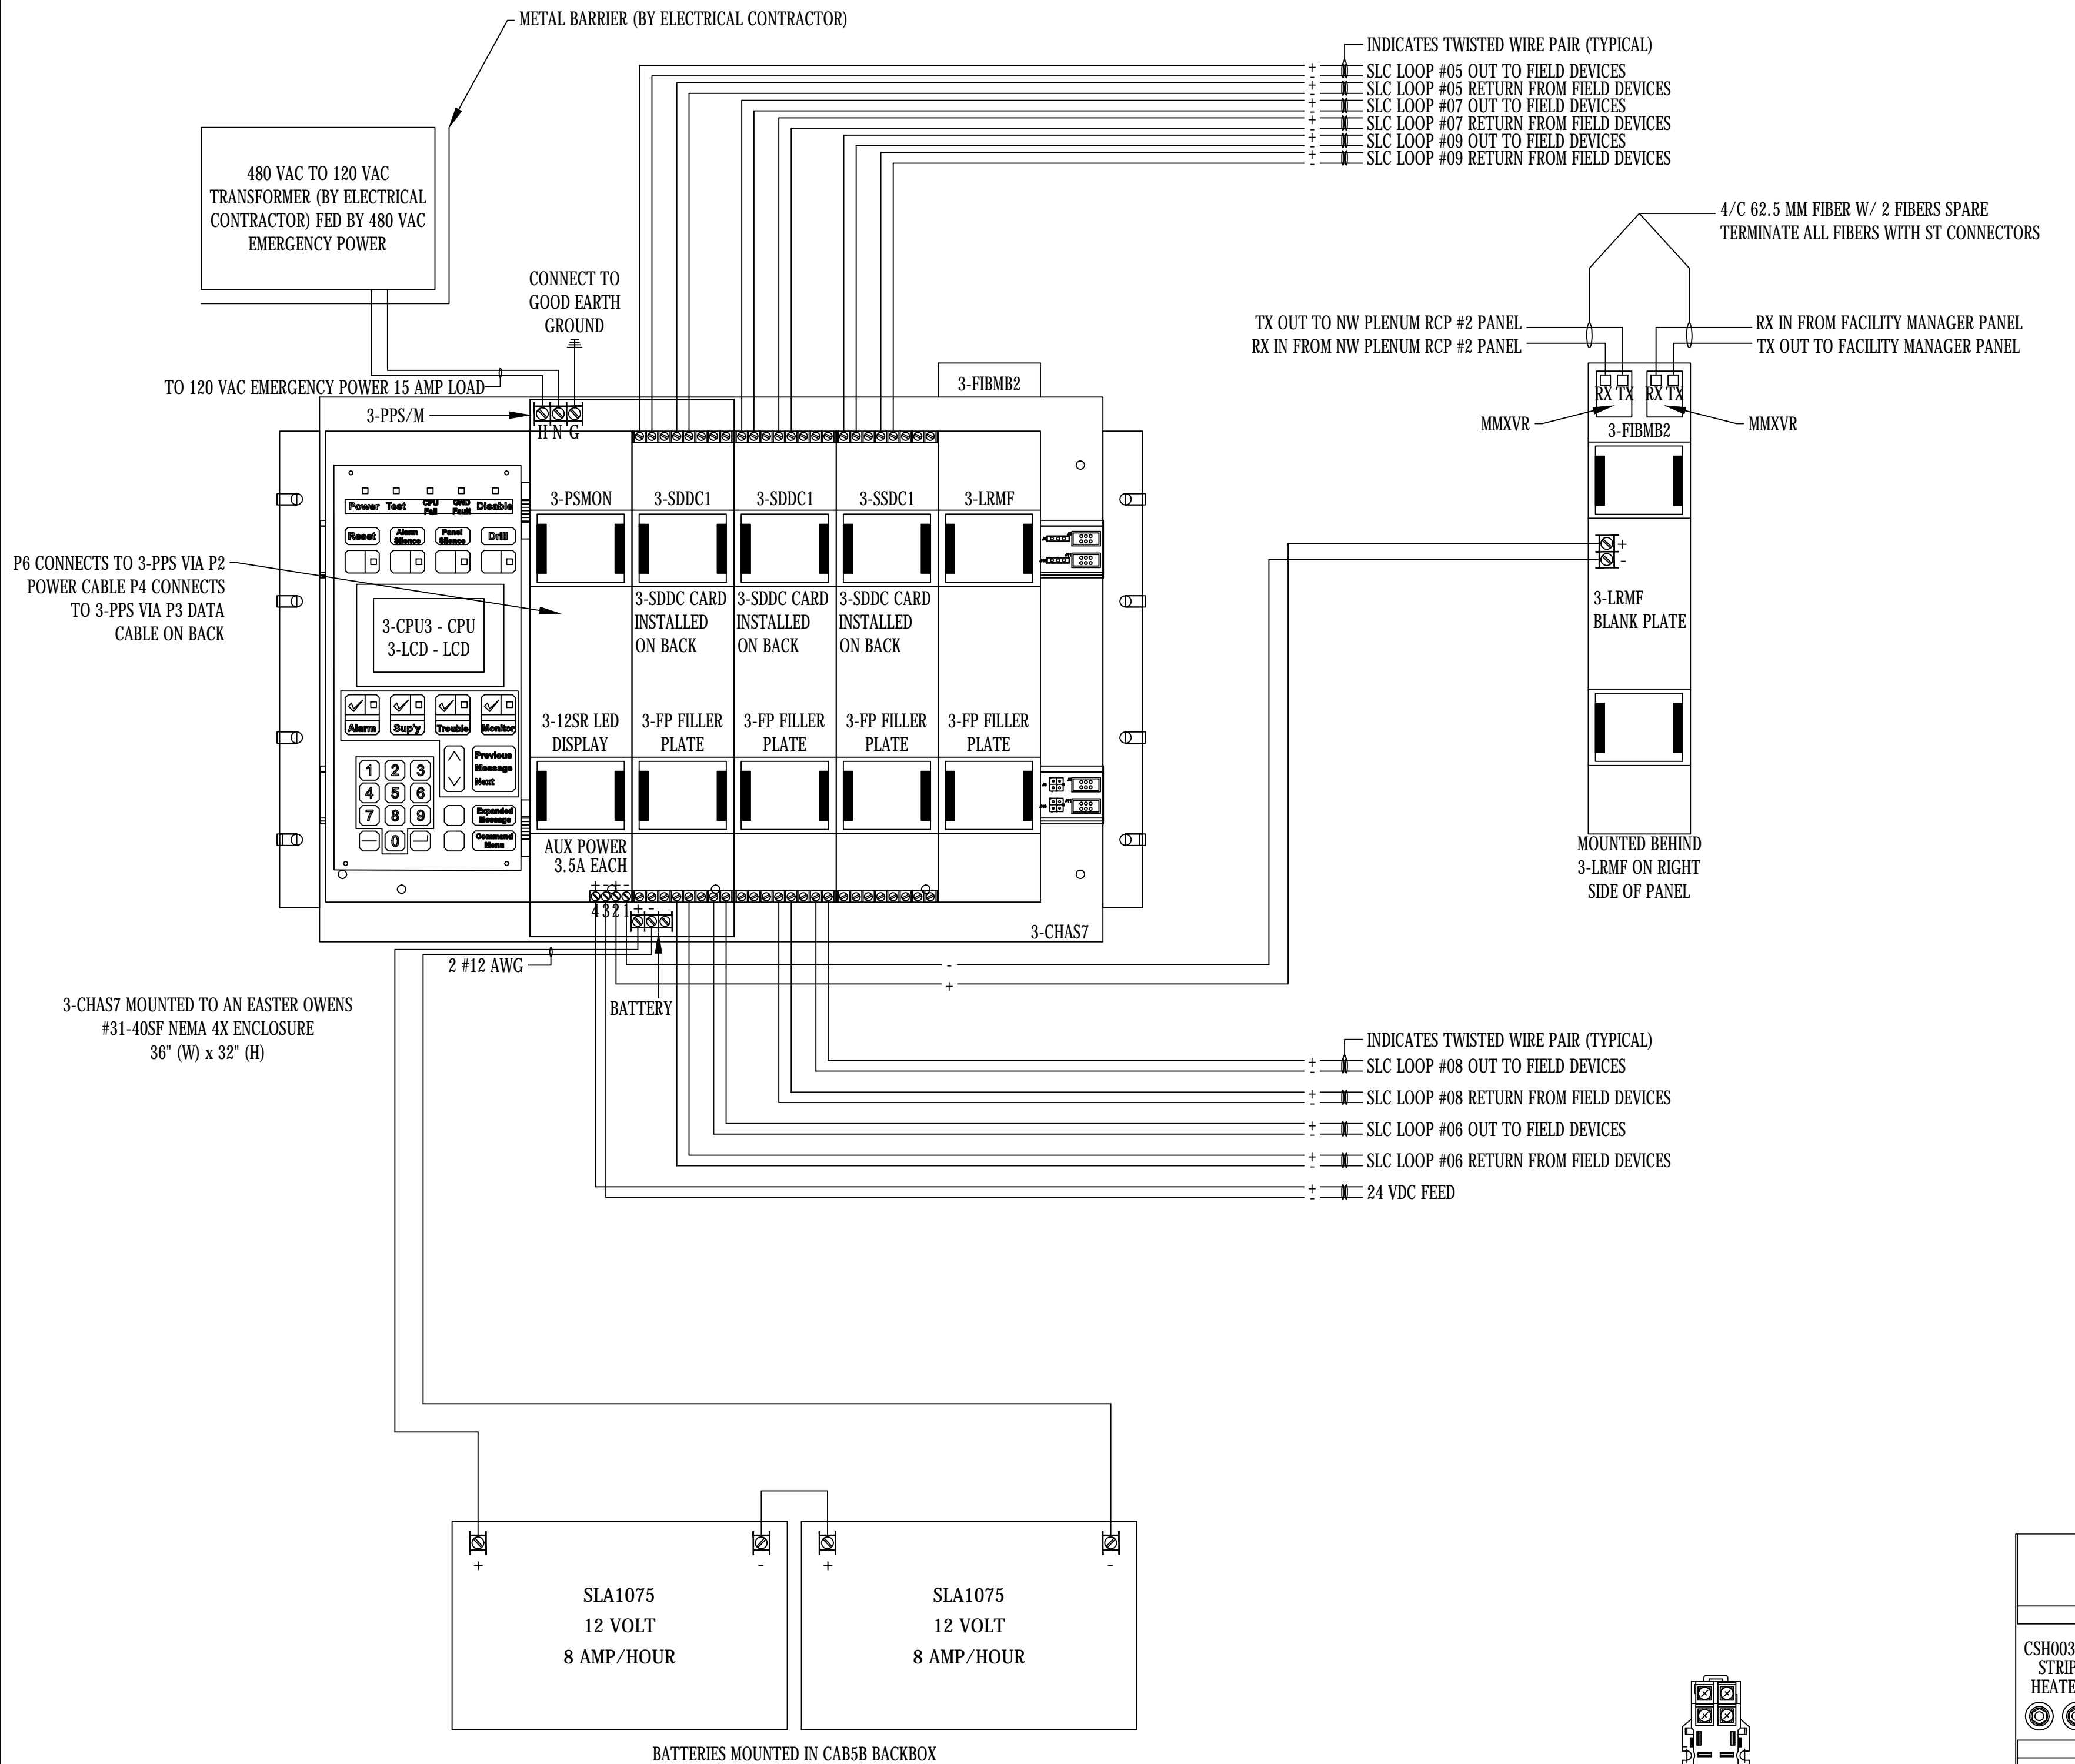 METAL BARRIER (BY ELECTRICAL CONTRACTOR)
INDICATES TWISTED WIRE PAIR (TYPICAL)
+
-
SLC LOOP #05 OUT TO FIELD DEVICES
+
-
SLC LOOP #05 RETURN FROM FIELD DEVICES
+
-
SLC LOOP #07 OUT TO FIELD DEVICES
+
-
SLC LOOP #07 RETURN FROM FIELD DEVICES
+
-
SLC LOOP #09 OUT TO FIELD DEVICES
+
-
SLC LOOP #09 RETURN FROM FIELD DEVICES
480 VAC TO 120 VAC
TRANSFORMER (BY ELECTRICAL
CONTRACTOR) FED BY 480 VAC
EMERGENCY POWER
4/C 62.5 MM FIBER W/ 2 FIBERS SPARE
TERMINATE ALL FIBERS WITH ST CONNECTORS
CONNECT TO
GOOD EARTH
GROUND
TX OUT TO NW PLENUM RCP #2 PANEL
RX IN FROM NW PLENUM RCP #2 PANEL
RX IN FROM FACILITY MANAGER PANEL
TX OUT TO FACILITY MANAGER PANEL
TO 120 VAC EMERGENCY POWER 15 AMP LOAD
3-PPS/M
H N G
3-FIBMB2
RX TX
RX TX
MMXVR
MMXVR
3-FIBMB2
Power Test CPU Fail GND Fault Disable
Reset
Alarm Silence
Panel Silence
Drill
3-PSMON
3-SDDC1
3-SDDC1
3-SSDC1
3-LRMF
P6 CONNECTS TO 3-PPS VIA P2
POWER CABLE P4 CONNECTS
TO 3-PPS VIA P3 DATA
CABLE ON BACK
3-CPU3 - CPU
3-LCD - LCD
3-SDDC CARD
INSTALLED
ON BACK
3-SDDC CARD
INSTALLED
ON BACK
3-SDDC CARD
INSTALLED
ON BACK
+
-
3-LRMF
BLANK PLATE
Alarm
Sup'y
Trouble
Monitor
3-12SR LED
DISPLAY
3-FP FILLER
PLATE
3-FP FILLER
PLATE
3-FP FILLER
PLATE
3-FP FILLER
PLATE
Previous
Message
Next
1 2 3
4 5 6
7 8 9
0
Expanded
Message
Command
Menu
AUX POWER
3.5A EACH
+-+-
4 3 2 1
+ -
MOUNTED BEHIND
3-LRMF ON RIGHT
SIDE OF PANEL
3-CHAS7
2 #12 AWG
-
+
BATTERY
3-CHAS7 MOUNTED TO AN EASTER OWENS
#31-40SF NEMA 4X ENCLOSURE
36" (W) x 32" (H)
INDICATES TWISTED WIRE PAIR (TYPICAL)
+
-
SLC LOOP #08 OUT TO FIELD DEVICES
+
-
SLC LOOP #08 RETURN FROM FIELD DEVICES
+
-
SLC LOOP #06 OUT TO FIELD DEVICES
+
-
SLC LOOP #06 RETURN FROM FIELD DEVICES
+
-
24 VDC FEED
+
-
SLA1075
12 VOLT
8 AMP/HOUR
+
-
SLA1075
12 VOLT
8 AMP/HOUR
BATTERIES MOUNTED IN CAB5B BACKBOX
CSH003
STRIP
HEATE